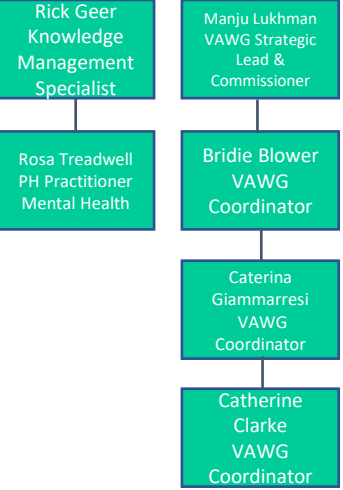 Rick Geer
Knowledge
Management
Specialist
Rosa Treadwell
PH Practitioner
Mental Health
Manju Lukhman
VAWG Strategic
Lead &
Commissioner
Bridie Blower
VAWG
Coordinator
Caterina
Giammarresi
VAWG
Coordinator
Catherine
Clarke
VAWG
Coordinator